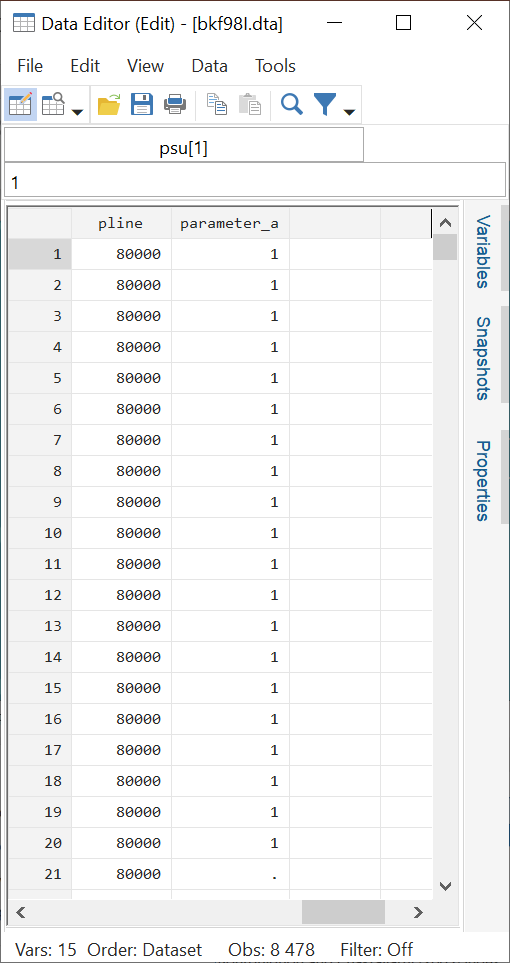 Data Editor (Edit) - [bkf98I.dta]
File Edit View Data Tools
psu[1]
1
pline parameter_a
1 80000 1
2 80000 1
3 80000 1
4 80000 1
5 80000 1
6 80000 1
7 80000 1
8 80000 1
9 80000 1
10 80000 1
11 80000 1
12 80000 1
13 80000 1
14 80000 1
15 80000 1
16 80000 1
17 80000 1
18 80000 1
19 80000 1
20 80000 1
21 80000 .
Variables
Snapshots
Properties
Vars: 15 Order: Dataset Obs: 8 478 Filter: Off